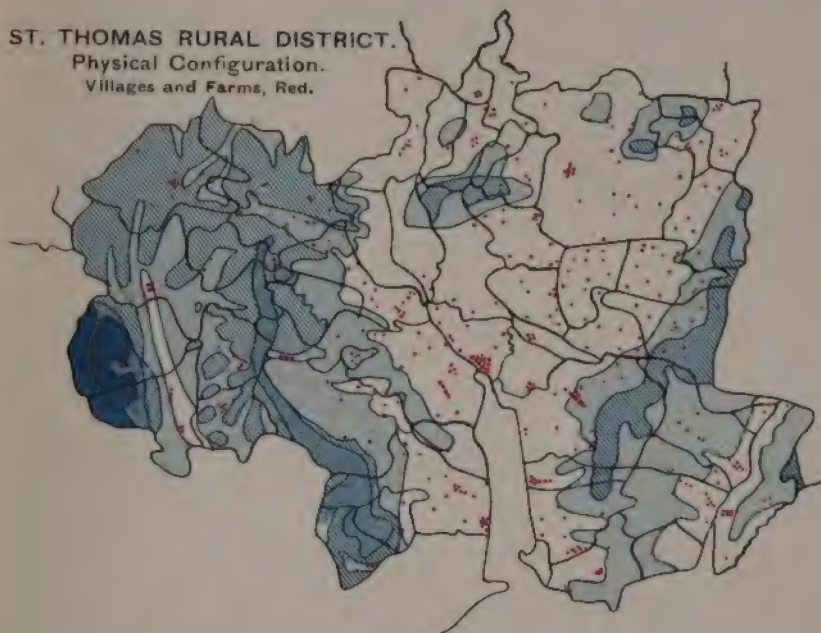 ST. THOMAS RURAL DISTRICT.
Physical Configuration.
Villages and Farms, Red.